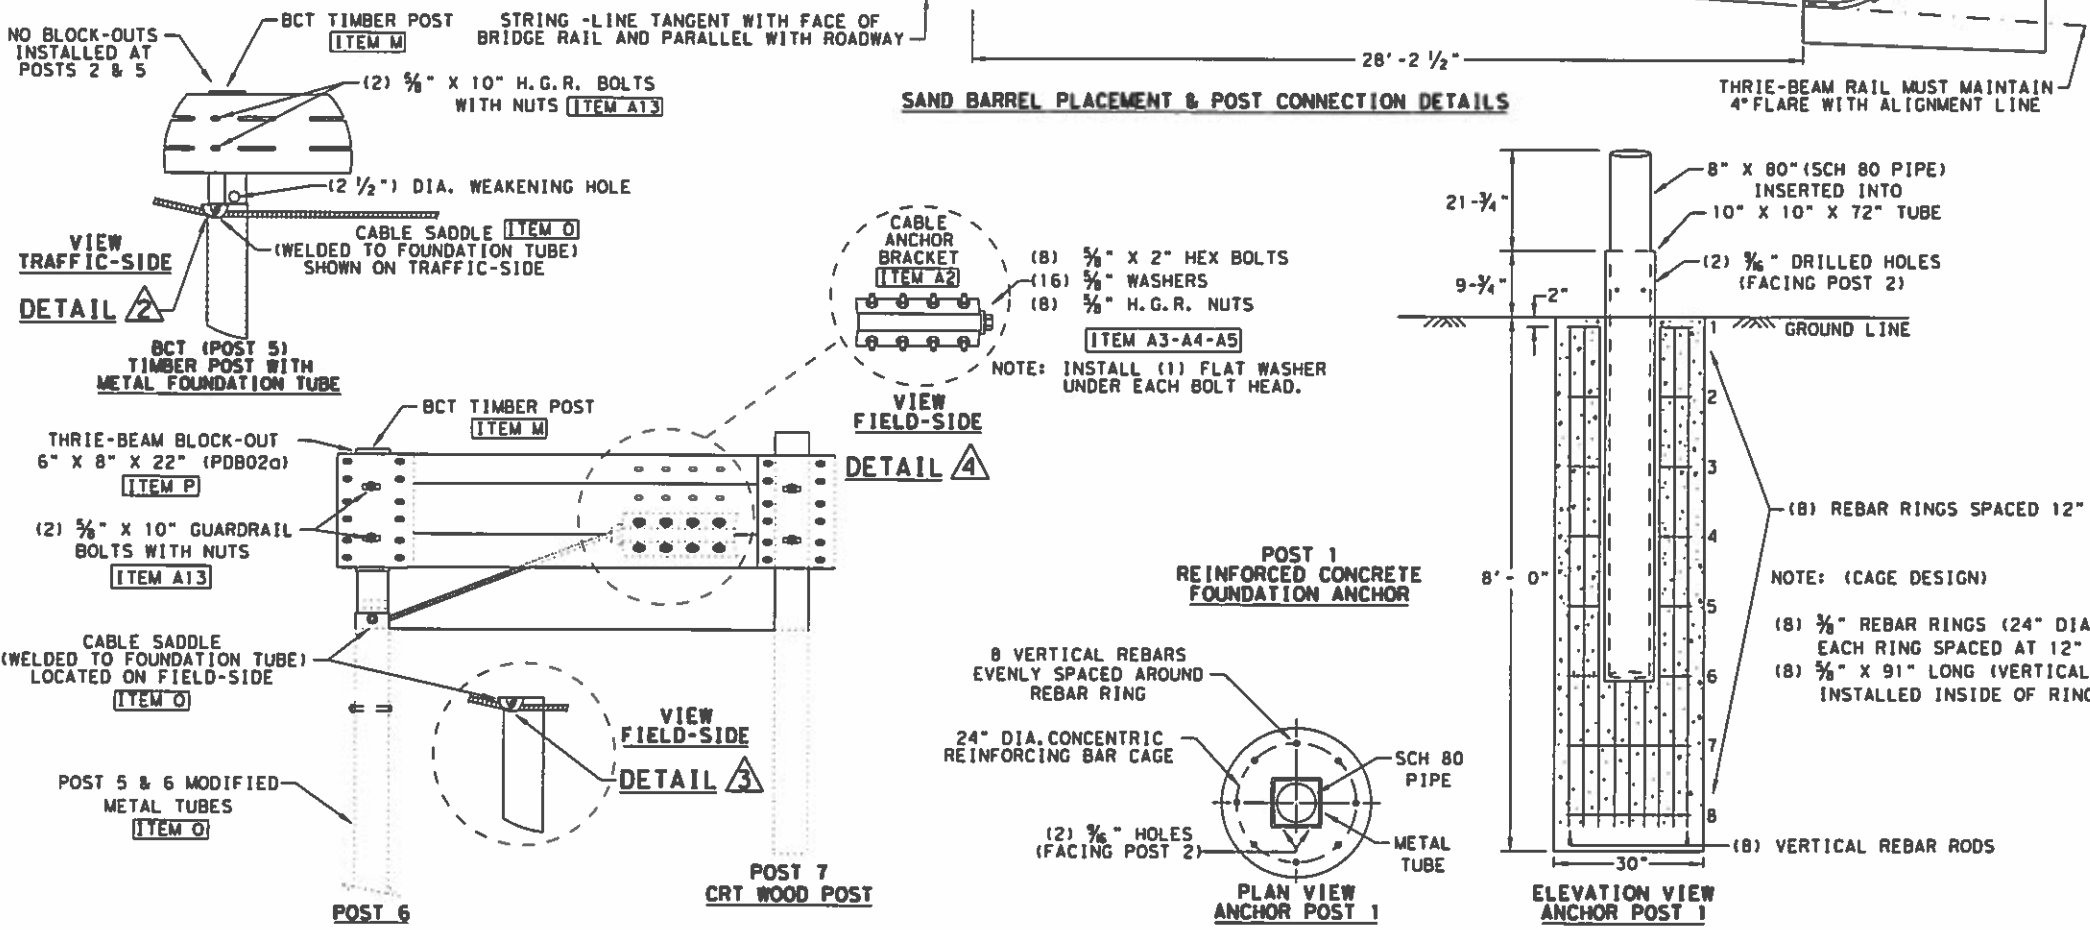 NO BLOCK-OUTS
INSTALLED AT
POSTS 2 & 5
BCT TIMBER POST
ITEM M
STRING -LINE TANGENT WITH FACE OF
BRIDGE RAIL AND PARALLEL WITH ROADWAY
28'-2 ½"
SAND BARREL PLACEMENT & POST CONNECTION DETAILS
THRIE-BEAM RAIL MUST MAINTAIN
4" FLARE WITH ALIGNMENT LINE
(2) ⅝" X 10" H.G.R. BOLTS
WITH NUTS ITEM A13
(2 ½") DIA. WEAKENING HOLE
CABLE SADDLE ITEM O
(WELDED TO FOUNDATION TUBE)
SHOWN ON TRAFFIC-SIDE
VIEW
TRAFFIC-SIDE
DETAIL 2
BCT (POST 5)
TIMBER POST WITH
METAL FOUNDATION TUBE
CABLE
ANCHOR
BRACKET
ITEM A2
(8) ⅝" X 2" HEX BOLTS
(16) ⅝" WASHERS
(8) ⅝" H.G.R. NUTS
ITEM A3-A4-A5
NOTE: INSTALL (1) FLAT WASHER
UNDER EACH BOLT HEAD.
VIEW
FIELD-SIDE
DETAIL 4
BCT TIMBER POST
ITEM M
THRIE-BEAM BLOCK-OUT
6" X 8" X 22" (PDB02a)
ITEM P
(2) ⅝" X 10" GUARDRAIL
BOLTS WITH NUTS
ITEM A13
CABLE SADDLE
(WELDED TO FOUNDATION TUBE)
LOCATED ON FIELD-SIDE
ITEM O
POST 5 & 6 MODIFIED
METAL TUBES
ITEM O
VIEW
FIELD-SIDE
DETAIL 3
POST 6
POST 7
CRT WOOD POST
POST 1
REINFORCED CONCRETE
FOUNDATION ANCHOR
8 VERTICAL REBARS
EVENLY SPACED AROUND
REBAR RING
24" DIA. CONCENTRIC
REINFORCING BAR CAGE
(2) 9/16" HOLES
(FACING POST 2)
SCH 80
PIPE
METAL
TUBE
PLAN VIEW
ANCHOR POST 1
21-¾"
9-¾"
2"
8'- 0"
30"
8" X 80" (SCH 80 PIPE)
INSERTED INTO
10" X 10" X 72" TUBE
(2) 9/16" DRILLED HOLES
(FACING POST 2)
GROUND LINE
1
2
3
4
5
6
7
8
(8) REBAR RINGS SPACED 12"
NOTE: (CAGE DESIGN)
(8) ⅝" REBAR RINGS (24" DIA
EACH RING SPACED AT 12"
(8) ⅝" X 91" LONG (VERTICAL
INSTALLED INSIDE OF RING
(8) VERTICAL REBAR RODS
ELEVATION VIEW
ANCHOR POST 1